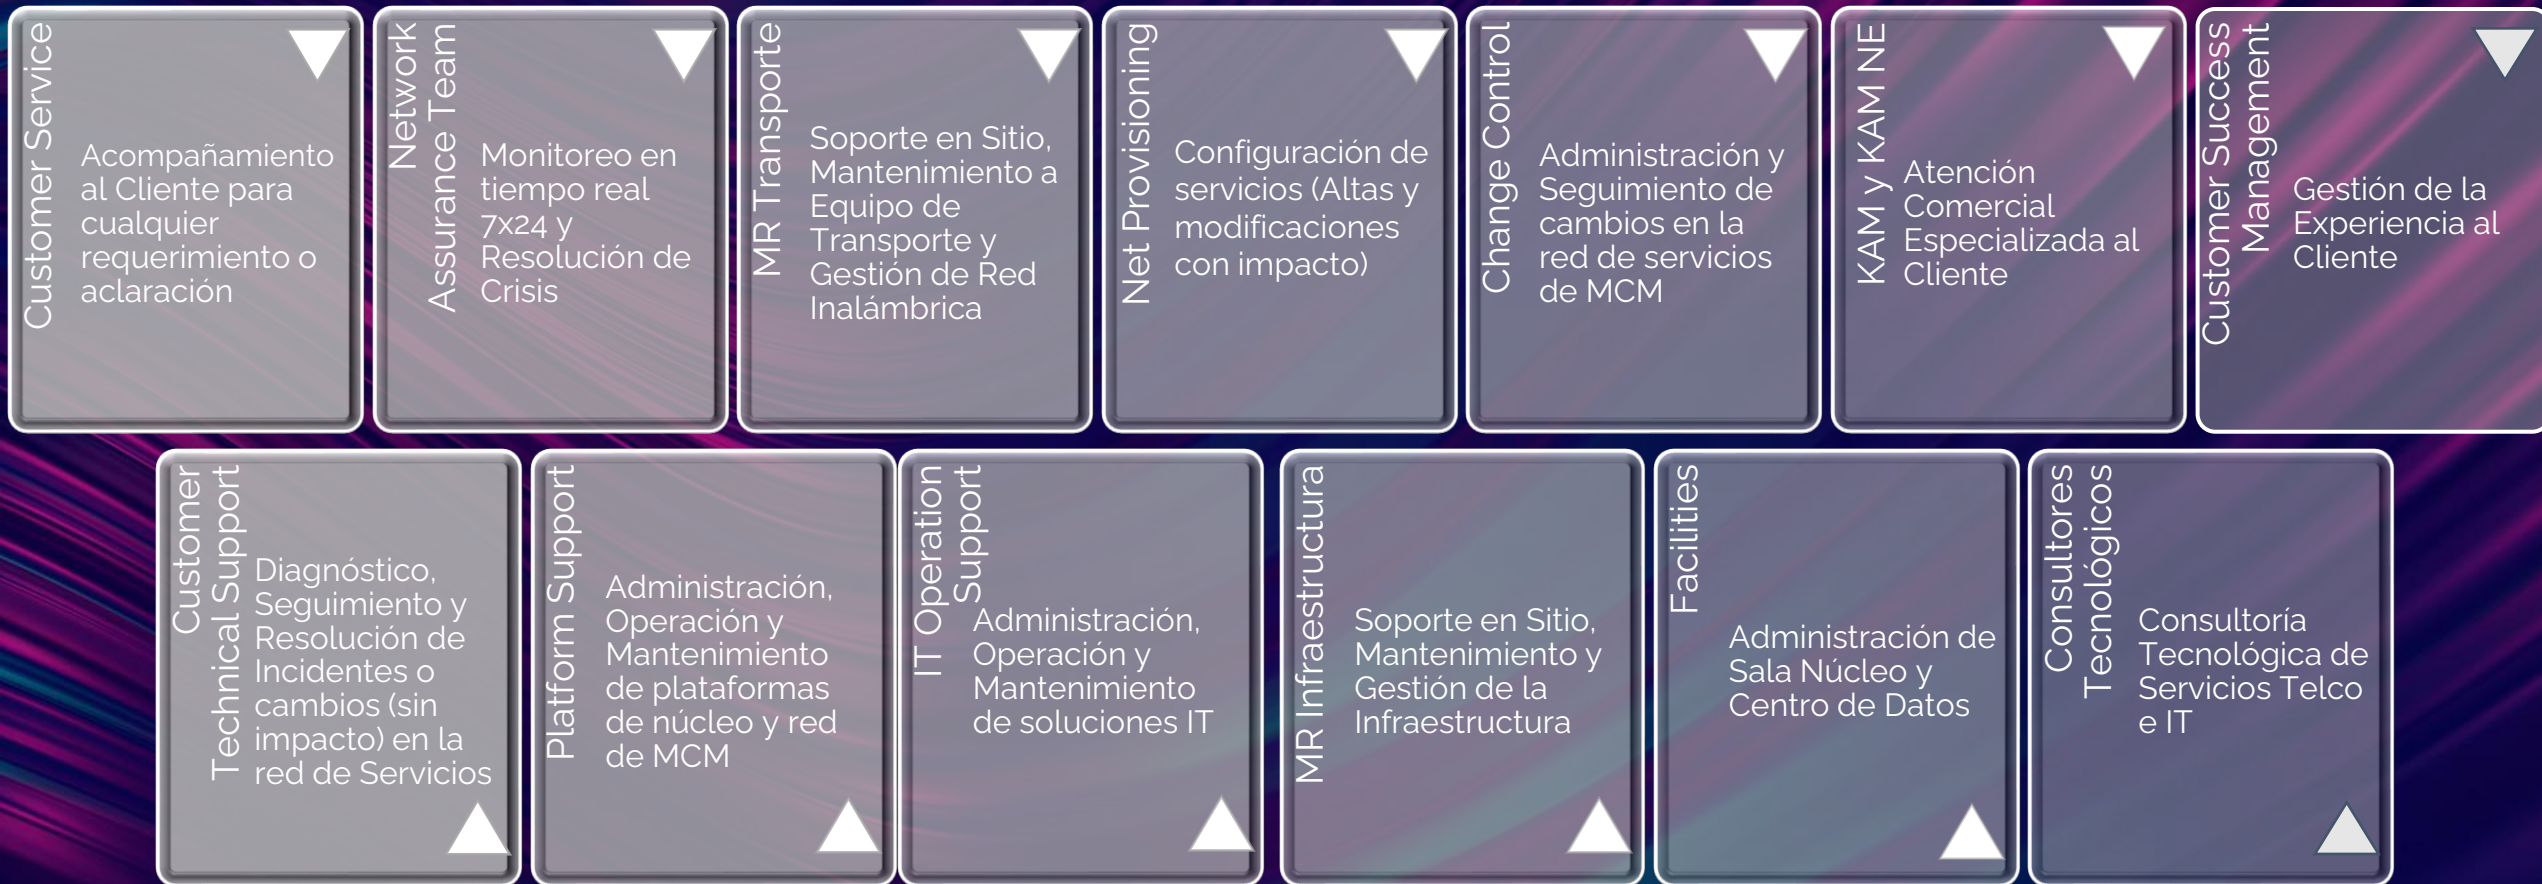 Customer Service
Acompañamiento
al Cliente para
cualquier
requerimiento o
aclaración
Network
Assurance Team
Monitoreo en
tiempo real
7x24 y
Resolución de
Crisis
MR Transporte
Soporte en Sitio,
Mantenimiento a
Equipo de
Transporte y
Gestión de Red
Inalámbrica
Net Provisioning
Configuración de
servicios (Altas y
modificaciones
con impacto)
Change Control
Administración y
Seguimiento de
cambios en la
red de servicios
de MCM
KAM y KAM NE
Atención
Comercial
Especializada al
Cliente
Customer Success
Management
Gestión de la
Experiencia al
Cliente
Customer
Technical Support
Diagnóstico,
Seguimiento y
Resolución de
Incidentes o
cambios (sin
impacto) en la
red de Servicios
Platform Support
Administración,
Operación y
Mantenimiento
de plataformas
de núcleo y red
de MCM
IT Operation
Support
Administración,
Operación y
Mantenimiento
de soluciones IT
MR Infraestructura
Soporte en Sitio,
Mantenimiento y
Gestión de la
Infraestructura
Facilities
Administración de
Sala Núcleo y
Centro de Datos
Consultores
Tecnológicos
Consultoría
Tecnológica de
Servicios Telco
e IT